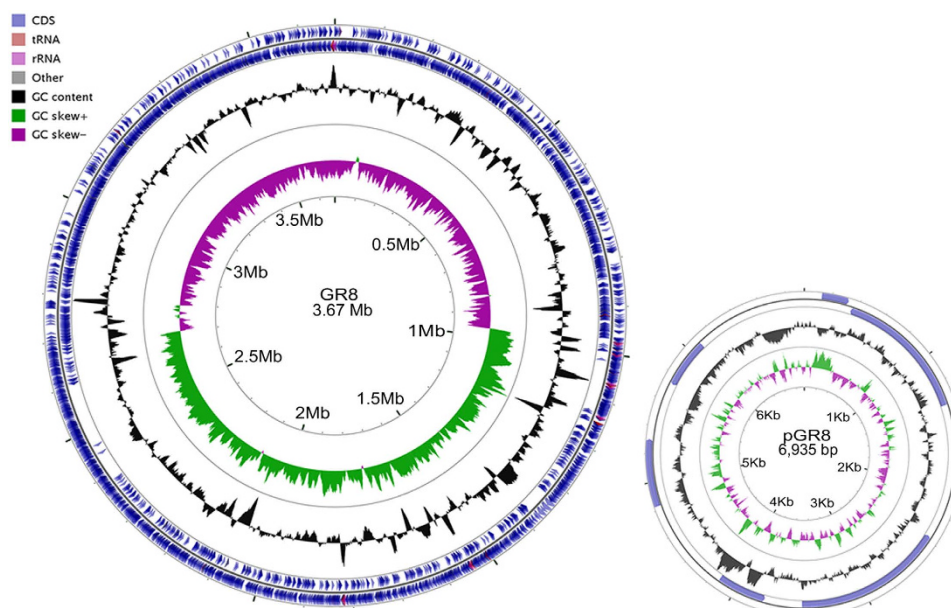 CDS
tRNA
rRNA
Other
GC content
GC skew+
GC skew-
3.5Mb
0.5Mb
3Mb
GR8
3.67 Mb
1Mb
2.5Mb
2Mb
1.5Mb
6Kb
1Kb
pGR8
6,935 bp
5Kb
2Kb
4Kb
3Kb